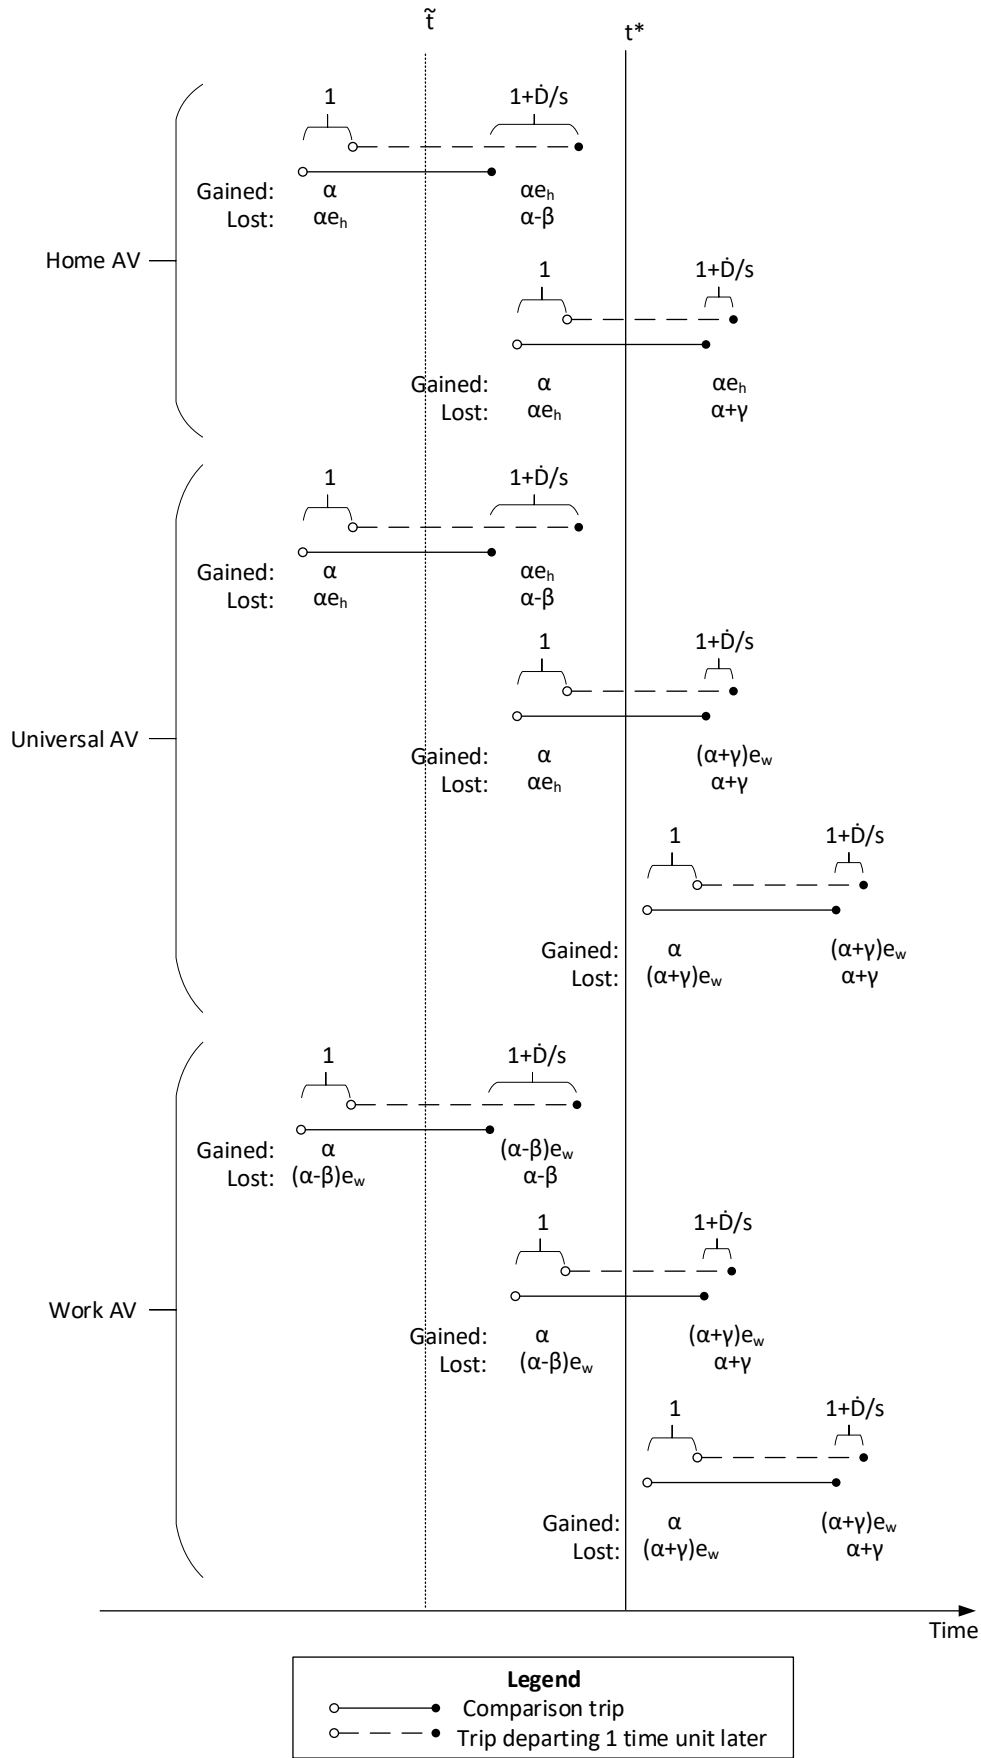 t̃
t*
1
1+Ḋ/s
Gained: α αeₕ
Lost: αeₕ α-β
Home AV
1
1+Ḋ/s
Gained: α αeₕ
Lost: αeₕ α+γ
1
1+Ḋ/s
Gained: α αeₕ
Lost: αeₕ α-β
1
1+Ḋ/s
Universal AV
Gained: α (α+γ)e_w
Lost: αeₕ α+γ
1
1+Ḋ/s
Gained: α (α+γ)e_w
Lost: (α+γ)e_w α+γ
1
1+Ḋ/s
Gained: α (α-β)e_w
Lost: (α-β)e_w α-β
1
1+Ḋ/s
Work AV
Gained: α (α+γ)e_w
Lost: (α-β)e_w α+γ
1
1+Ḋ/s
Gained: α (α+γ)e_w
Lost: (α+γ)e_w α+γ
Time
Legend
Comparison trip
Trip departing 1 time unit later